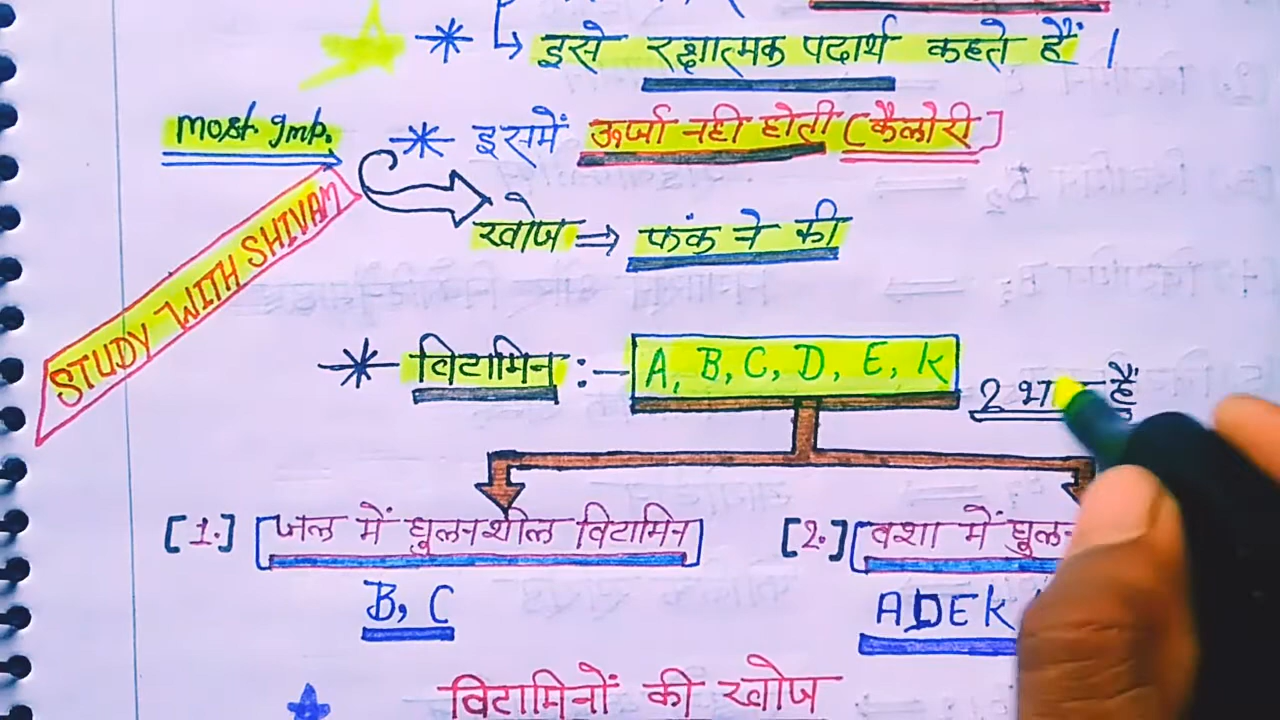 * ↳ इसे रक्षात्मक पदार्थ कहते हैं ।
most Imp.
* इसमें ऊर्जा नही होती (कैलोरी)
STUDY WITH SHIVAM
खोज ⇒ फंक ने की
* विटामिन :- A, B, C, D, E, K
2 हैं
[1.] [जल में घुलनशील विटामिन]
[2.] [वशा में
B, C
ADEK
विटामिनों की खोज